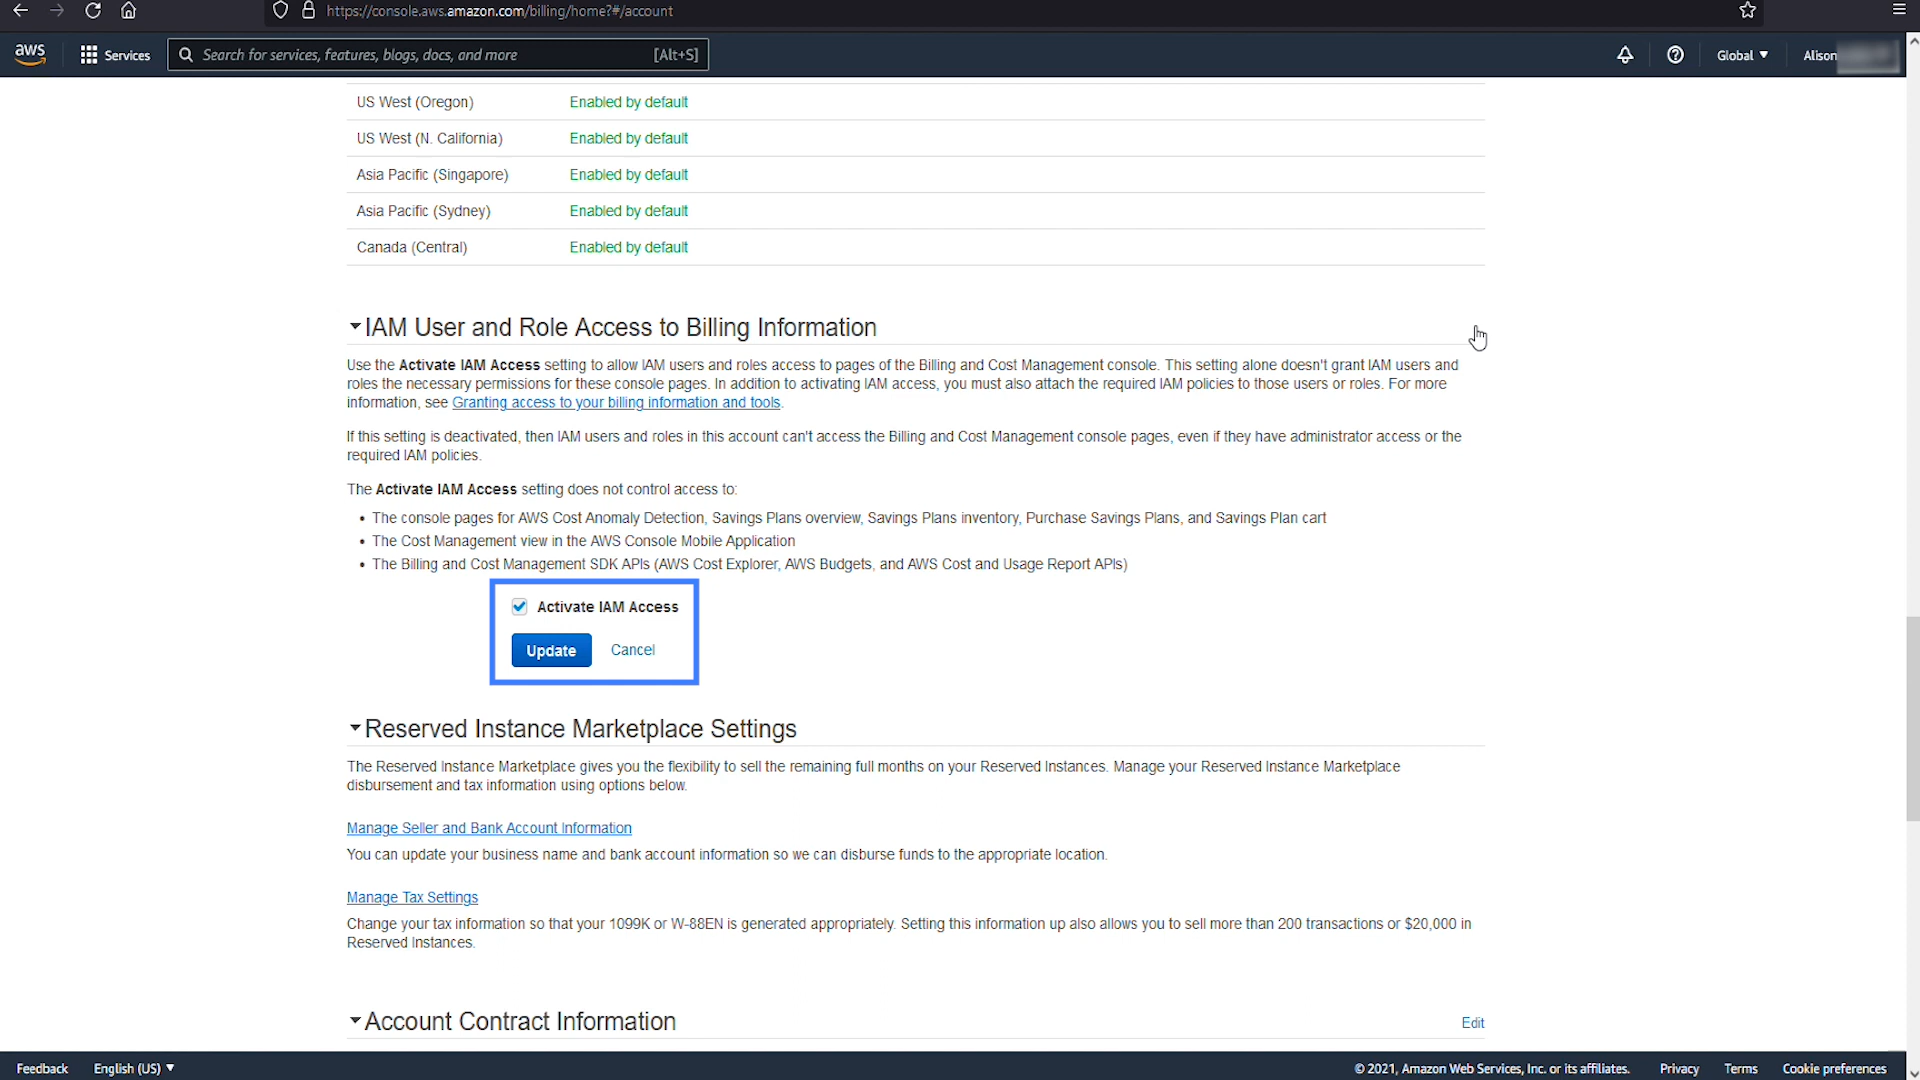 https://console.aws.amazon.com/billing/home?#/account
aws
Services
Search for services, features, blogs, docs, and more
[Alt+S]
Global
Alison
US West (Oregon) Enabled by default
US West (N. California) Enabled by default
Asia Pacific (Singapore) Enabled by default
Asia Pacific (Sydney) Enabled by default
Canada (Central) Enabled by default
IAM User and Role Access to Billing Information
Use the Activate IAM Access setting to allow IAM users and roles access to pages of the Billing and Cost Management console. This setting alone doesn't grant IAM users and
roles the necessary permissions for these console pages. In addition to activating IAM access, you must also attach the required IAM policies to those users or roles. For more
information, see Granting access to your billing information and tools.
If this setting is deactivated, then IAM users and roles in this account can't access the Billing and Cost Management console pages, even if they have administrator access or the
required IAM policies.
The Activate IAM Access setting does not control access to:
• The console pages for AWS Cost Anomaly Detection, Savings Plans overview, Savings Plans inventory, Purchase Savings Plans, and Savings Plan cart
• The Cost Management view in the AWS Console Mobile Application
• The Billing and Cost Management SDK APIs (AWS Cost Explorer, AWS Budgets, and AWS Cost and Usage Report APIs)
Activate IAM Access
Update Cancel
Reserved Instance Marketplace Settings
The Reserved Instance Marketplace gives you the flexibility to sell the remaining full months on your Reserved Instances. Manage your Reserved Instance Marketplace
disbursement and tax information using options below.
Manage Seller and Bank Account Information
You can update your business name and bank account information so we can disburse funds to the appropriate location.
Manage Tax Settings
Change your tax information so that your 1099K or W-88EN is generated appropriately. Setting this information up also allows you to sell more than 200 transactions or $20,000 in
Reserved Instances.
Account Contract Information Edit
Feedback English (US) © 2021, Amazon Web Services, Inc. or its affiliates. Privacy Terms Cookie preferences